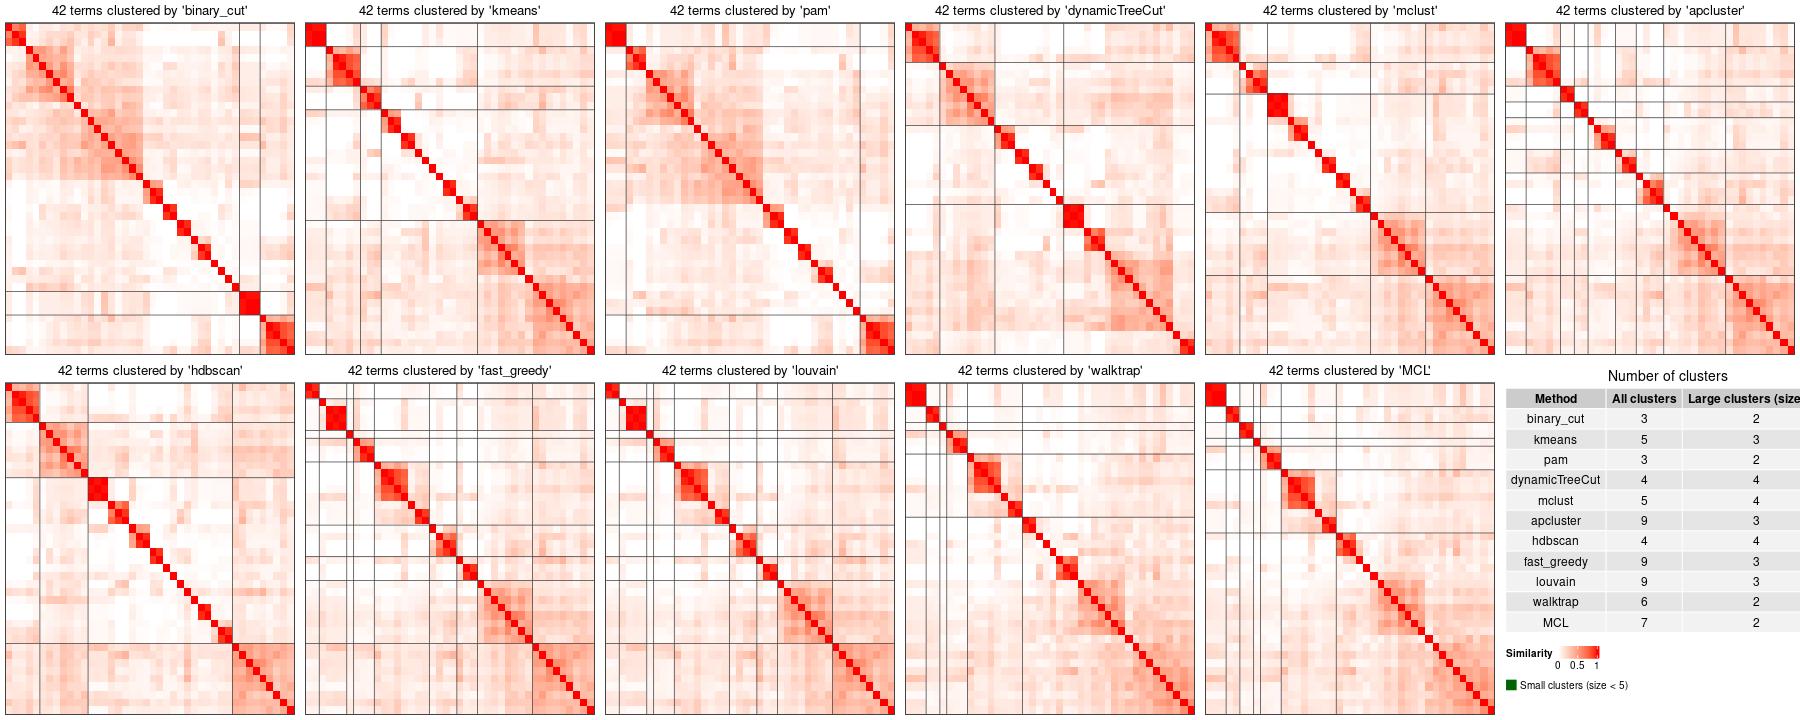 42 terms clustered by 'binary_cut'
42 terms clustered by 'kmeans'
42 terms clustered by 'pam'
42 terms clustered by 'dynamicTreeCut'
42 terms clustered by 'mclust'
42 terms clustered by 'apcluster'
42 terms clustered by 'hdbscan'
42 terms clustered by 'fast_greedy'
42 terms clustered by 'louvain'
42 terms clustered by 'walktrap'
42 terms clustered by 'MCL'
Number of clusters
Method All clusters Large clusters (size
binary_cut 3 2
kmeans 5 3
pam 3 2
dynamicTreeCut 4 4
mclust 5 4
apcluster 9 3
hdbscan 4 4
fast_greedy 9 3
louvain 9 3
walktrap 6 2
MCL 7 2
Similarity
0 0.5 1
Small clusters (size < 5)